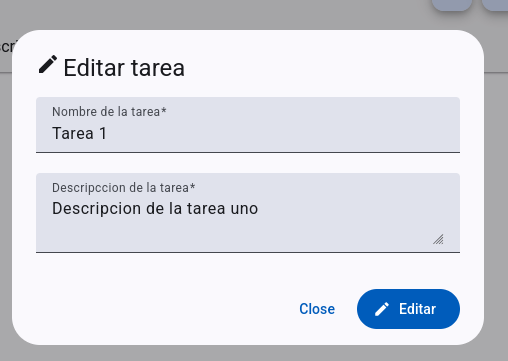 Editar tarea
Nombre de la tarea*
Tarea 1
Descripccion de la tarea*
Descripcion de la tarea uno
Close
Editar